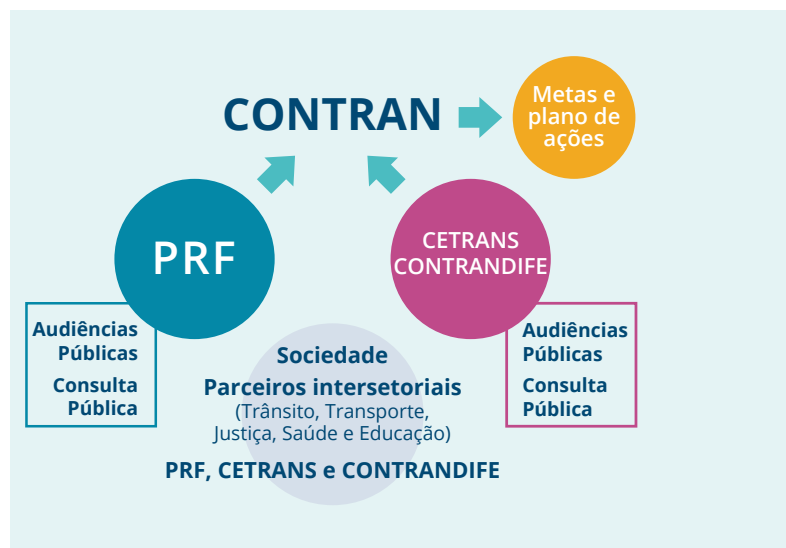 CONTRAN
Metas e
plano de
ações
PRF
CETRANS
CONTRANDIFE
Audiências
Públicas
Consulta
Pública
Sociedade
Parceiros intersetoriais
(Trânsito, Transporte,
Justiça, Saúde e Educação)
PRF, CETRANS e CONTRANDIFE
Audiências
Públicas
Consulta
Pública